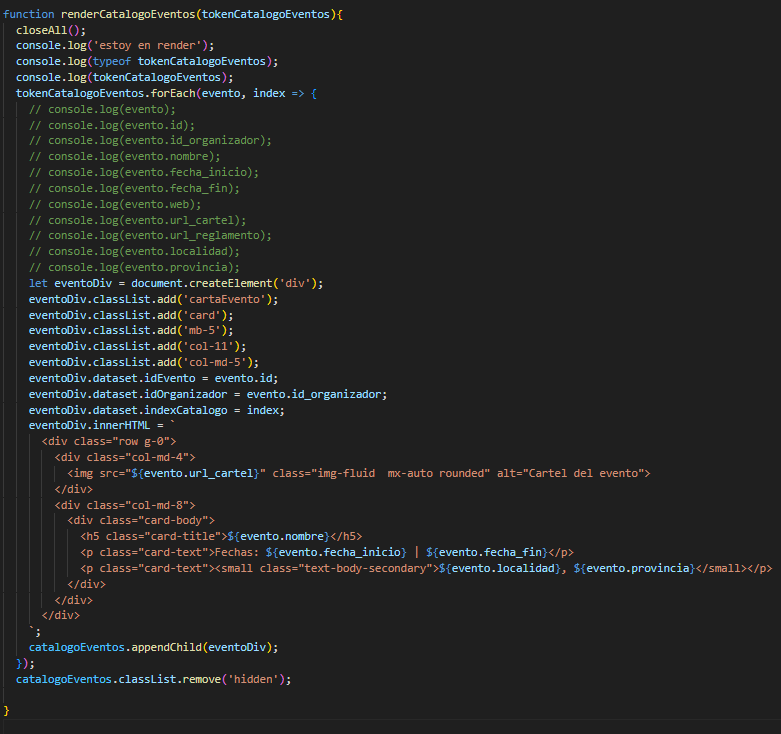 function renderCatalogoEventos(tokenCatalogoEventos){
  closeAll();
  console.log('estoy en render');
  console.log(typeof tokenCatalogoEventos);
  console.log(tokenCatalogoEventos);
  tokenCatalogoEventos.forEach(evento, index => {
    // console.log(evento);
    // console.log(evento.id);
    // console.log(evento.id_organizador);
    // console.log(evento.nombre);
    // console.log(evento.fecha_inicio);
    // console.log(evento.fecha_fin);
    // console.log(evento.web);
    // console.log(evento.url_cartel);
    // console.log(evento.url_reglamento);
    // console.log(evento.localidad);
    // console.log(evento.provincia);
    let eventoDiv = document.createElement('div');
    eventoDiv.classList.add('cartaEvento');
    eventoDiv.classList.add('card');
    eventoDiv.classList.add('mb-5');
    eventoDiv.classList.add('col-11');
    eventoDiv.classList.add('col-md-5');
    eventoDiv.dataset.idEvento = evento.id;
    eventoDiv.dataset.idOrganizador = evento.id_organizador;
    eventoDiv.dataset.indexCatalogo = index;
    eventoDiv.innerHTML = `
      <div class="row g-0">
        <div class="col-md-4">
          <img src="${evento.url_cartel}" class="img-fluid  mx-auto rounded" alt="Cartel del evento">
        </div>
        <div class="col-md-8">
          <div class="card-body">
            <h5 class="card-title">${evento.nombre}</h5>
            <p class="card-text">Fechas: ${evento.fecha_inicio} | ${evento.fecha_fin}</p>
            <p class="card-text"><small class="text-body-secondary">${evento.localidad}, ${evento.provincia}</small></p>
          </div>
        </div>
      </div>
    `;
    catalogoEventos.appendChild(eventoDiv);
  });
  catalogoEventos.classList.remove('hidden');

}